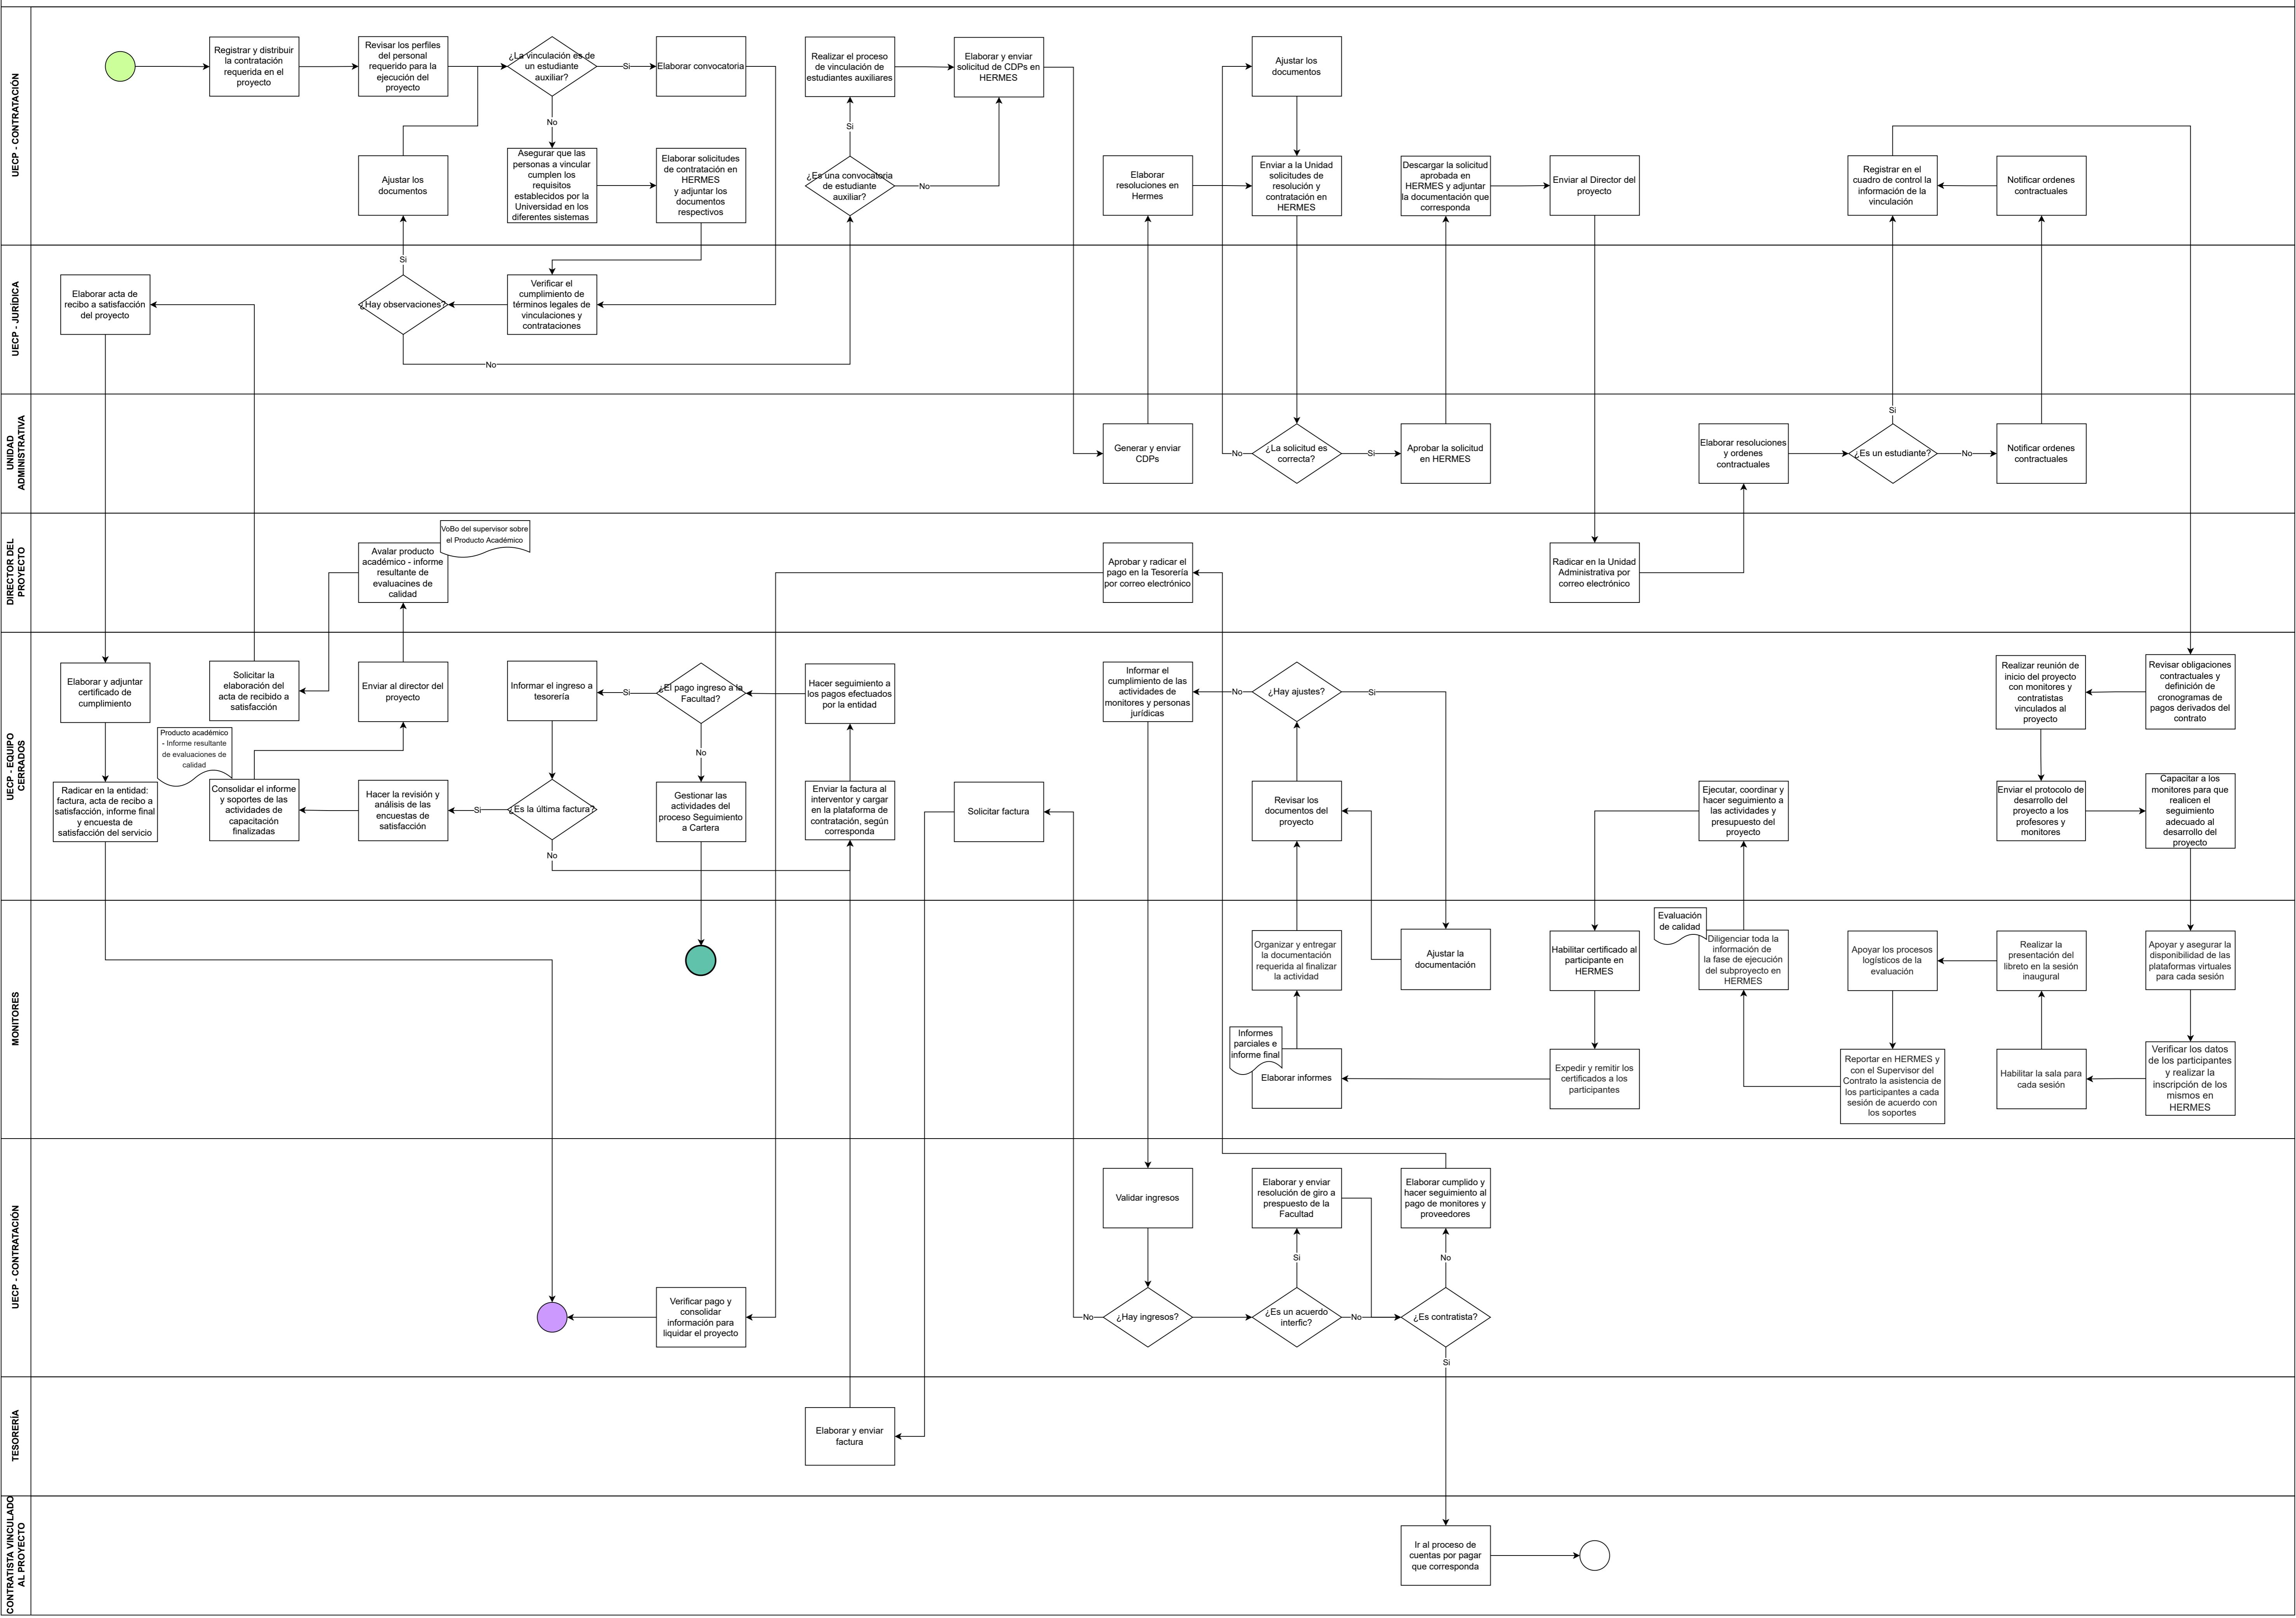 UECP - CONTRATACIÓN
Registrar y distribuir
la contratación
requerida en el
proyecto
Revisar los perfiles
del personal
requerido para la
ejecución del
proyecto
¿La vinculación es de
un estudiante
auxiliar?
Si
Elaborar convocatoria
No
Ajustar los
documentos
Asegurar que las
personas a vincular
cumplen los
requisitos
establecidos por la
Universidad en los
diferentes sistemas
Elaborar solicitudes
de contratación en
HERMES
y adjuntar los
documentos
respectivos
Realizar el proceso
de vinculación de
estudiantes auxiliares
Elaborar y enviar
solicitud de CDPs en
HERMES
Si
¿Es una convocatoria
de estudiante
auxiliar?
No
Elaborar
resoluciones en
Hermes
Ajustar los
documentos
Enviar a la Unidad
solicitudes de
resolución y
contratación en
HERMES
Descargar la solicitud
aprobada en
HERMES y adjuntar
la documentación que
corresponda
Enviar al Director del
proyecto
Registrar en el
cuadro de control la
información de la
vinculación
Notificar ordenes
contractuales
UECP - JURÍDICA
Elaborar acta de
recibo a satisfacción
del proyecto
Si
¿Hay observaciones?
Verificar el
cumplimiento de
términos legales de
vinculaciones y
contrataciones
No
UNIDAD
ADMINISTRATIVA
Generar y enviar
CDPs
No
¿La solicitud es
correcta?
Si
Aprobar la solicitud
en HERMES
Elaborar resoluciones
y ordenes
contractuales
Si
¿Es un estudiante?
No
Notificar ordenes
contractuales
DIRECTOR DEL
PROYECTO
VoBo del supervisor sobre
el Producto Académico
Avalar producto
académico - informe
resultante de
evaluacines de
calidad
Aprobar y radicar el
pago en la Tesorería
por correo electrónico
Radicar en la Unidad
Administrativa por
correo electrónico
UECP - EQUIPO
CERRADOS
Elaborar y adjuntar
certificado de
cumplimiento
Solicitar la
elaboración del
acta de recibido a
satisfacción
Enviar al director del
proyecto
Informar el ingreso a
tesorería
Si
¿El pago ingreso a la
Facultad?
Hacer seguimiento a
los pagos efectuados
por la entidad
Informar el
cumplimiento de las
actividades de
monitores y personas
jurídicas
No
¿Hay ajustes?
Si
Realizar reunión de
inicio del proyecto
con monitores y
contratistas
vinculados al
proyecto
Revisar obligaciones
contractuales y
definición de
cronogramas de
pagos derivados del
contrato
Producto académico
- Informe resultante
de evaluaciones de
calidad
No
Radicar en la entidad:
factura, acta de recibo a
satisfacción, informe final
y encuesta de
satisfacción del servicio
Consolidar el informe
y soportes de las
actividades de
capacitación
finalizadas
Hacer la revisión y
análisis de las
encuestas de
satisfacción
Si
¿Es la última factura?
No
Gestionar las
actividades del
proceso Seguimiento
a Cartera
Enviar la factura al
interventor y cargar
en la plataforma de
contratación, según
corresponda
Solicitar factura
Revisar los
documentos del
proyecto
Ejecutar, coordinar y
hacer seguimiento a
las actividades y
presupuesto del
proyecto
Enviar el protocolo de
desarrollo del
proyecto a los
profesores y
monitores
Capacitar a los
monitores para que
realicen el
seguimiento
adecuado al
desarrollo del
proyecto
MONITORES
Organizar y entregar
la documentación
requerida al finalizar
la actividad
Ajustar la
documentación
Habilitar certificado al
participante en
HERMES
Evaluación
de calidad
Diligenciar toda la
información de
la fase de ejecución
del subproyecto en
HERMES
Apoyar los procesos
logísticos de la
evaluación
Realizar la
presentación del
libreto en la sesión
inaugural
Apoyar y asegurar la
disponibilidad de las
plataformas virtuales
para cada sesión
Informes
parciales e
informe final
Elaborar informes
Expedir y remitir los
certificados a los
participantes
Reportar en HERMES y
con el Supervisor del
Contrato la asistencia de
los participantes a cada
sesión de acuerdo con
los soportes
Habilitar la sala para
cada sesión
Verificar los datos
de los participantes
y realizar la
inscripción de los
mismos en
HERMES
UECP - CONTRATACIÓN
Validar ingresos
Elaborar y enviar
resolución de giro a
prespuesto de la
Facultad
Elaborar cumplido y
hacer seguimiento al
pago de monitores y
proveedores
Si
No
Verificar pago y
consolidar
información para
liquidar el proyecto
No
¿Hay ingresos?
¿Es un acuerdo
interfic?
No
¿Es contratista?
Si
TESORERÍA
Elaborar y enviar
factura
CONTRATISTA VINCULADO
AL PROYECTO
Ir al proceso de
cuentas por pagar
que corresponda